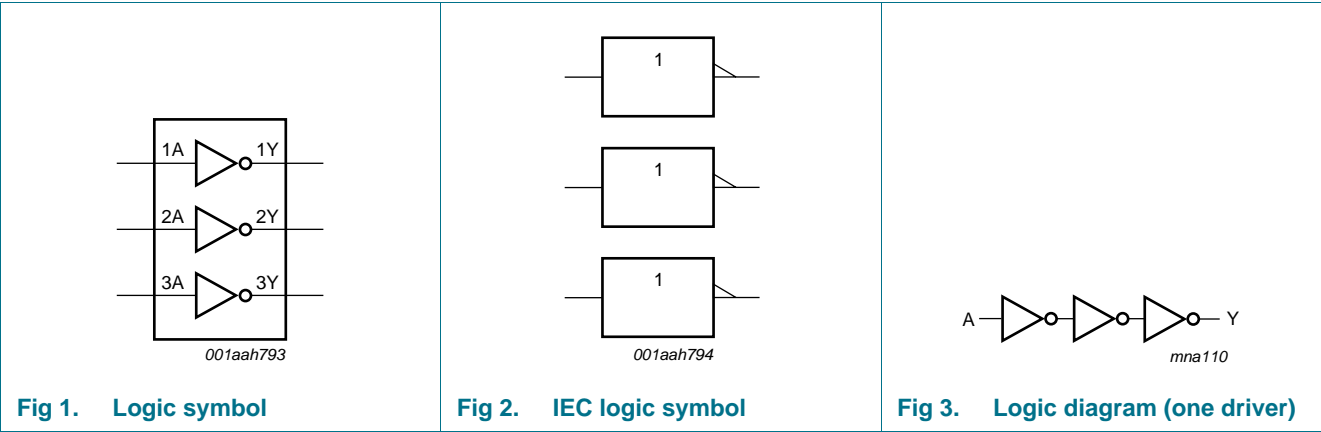 1A 1Y
2A 2Y
3A 3Y
001aah793
Fig 1. Logic symbol
1
1
1
001aah794
Fig 2. IEC logic symbol
A Y
mna110
Fig 3. Logic diagram (one driver)